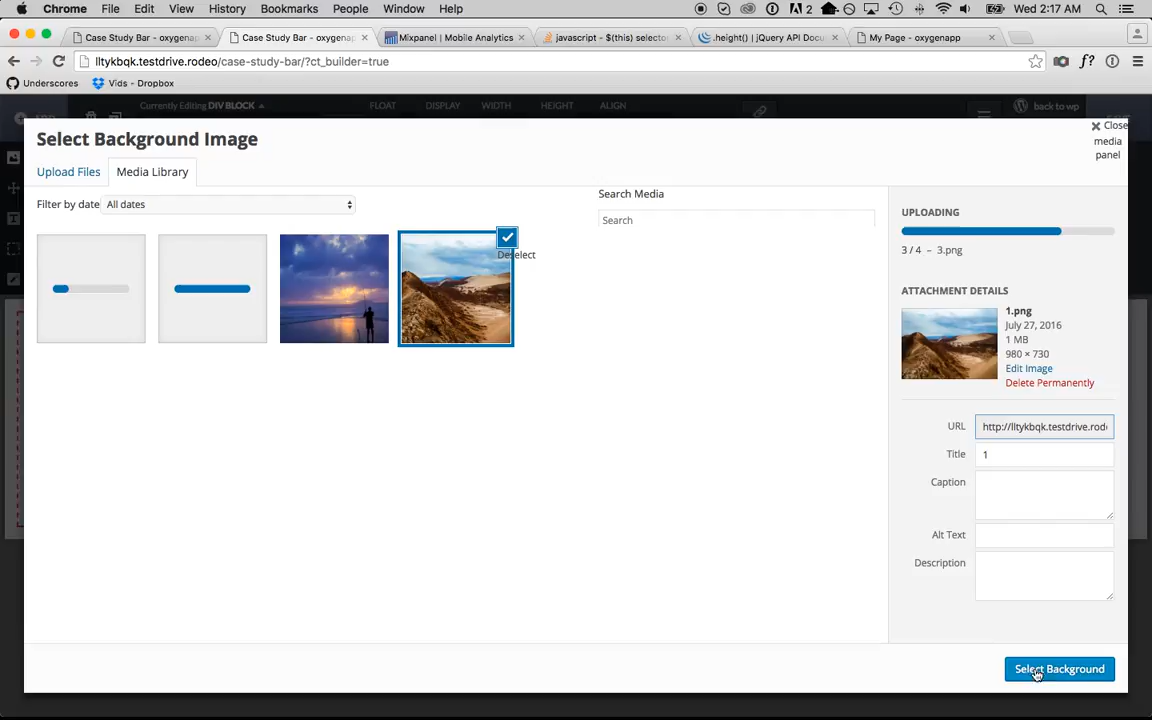 Chrome File Edit View History Bookmarks People Window Help
2 Wed 2:17 AM
Case Study Bar - oxygenap
Case Study Bar - oxygenap
Mixpanel | Mobile Analytics
javascript - $(this) selecto
.height() | jQuery API Docu
My Page - oxygenapp
lltykbqk.testdrive.rodeo/case-study-bar/?ct_builder=true
f?
Underscores
Vids - Dropbox
Currently Editing DIV BLOCK
FLOAT DISPLAY WIDTH HEIGHT ALIGN
back to wp
Select Background Image
Close media panel
Upload Files
Media Library
Filter by date
All dates
Search Media
Search
Deselect
UPLOADING
3 / 4 – 3.png
ATTACHMENT DETAILS
1.png
July 27, 2016
1 MB
980 × 730
Edit Image
Delete Permanently
URL http://lltykbqk.testdrive.rode
Title 1
Caption
Alt Text
Description
Select Background